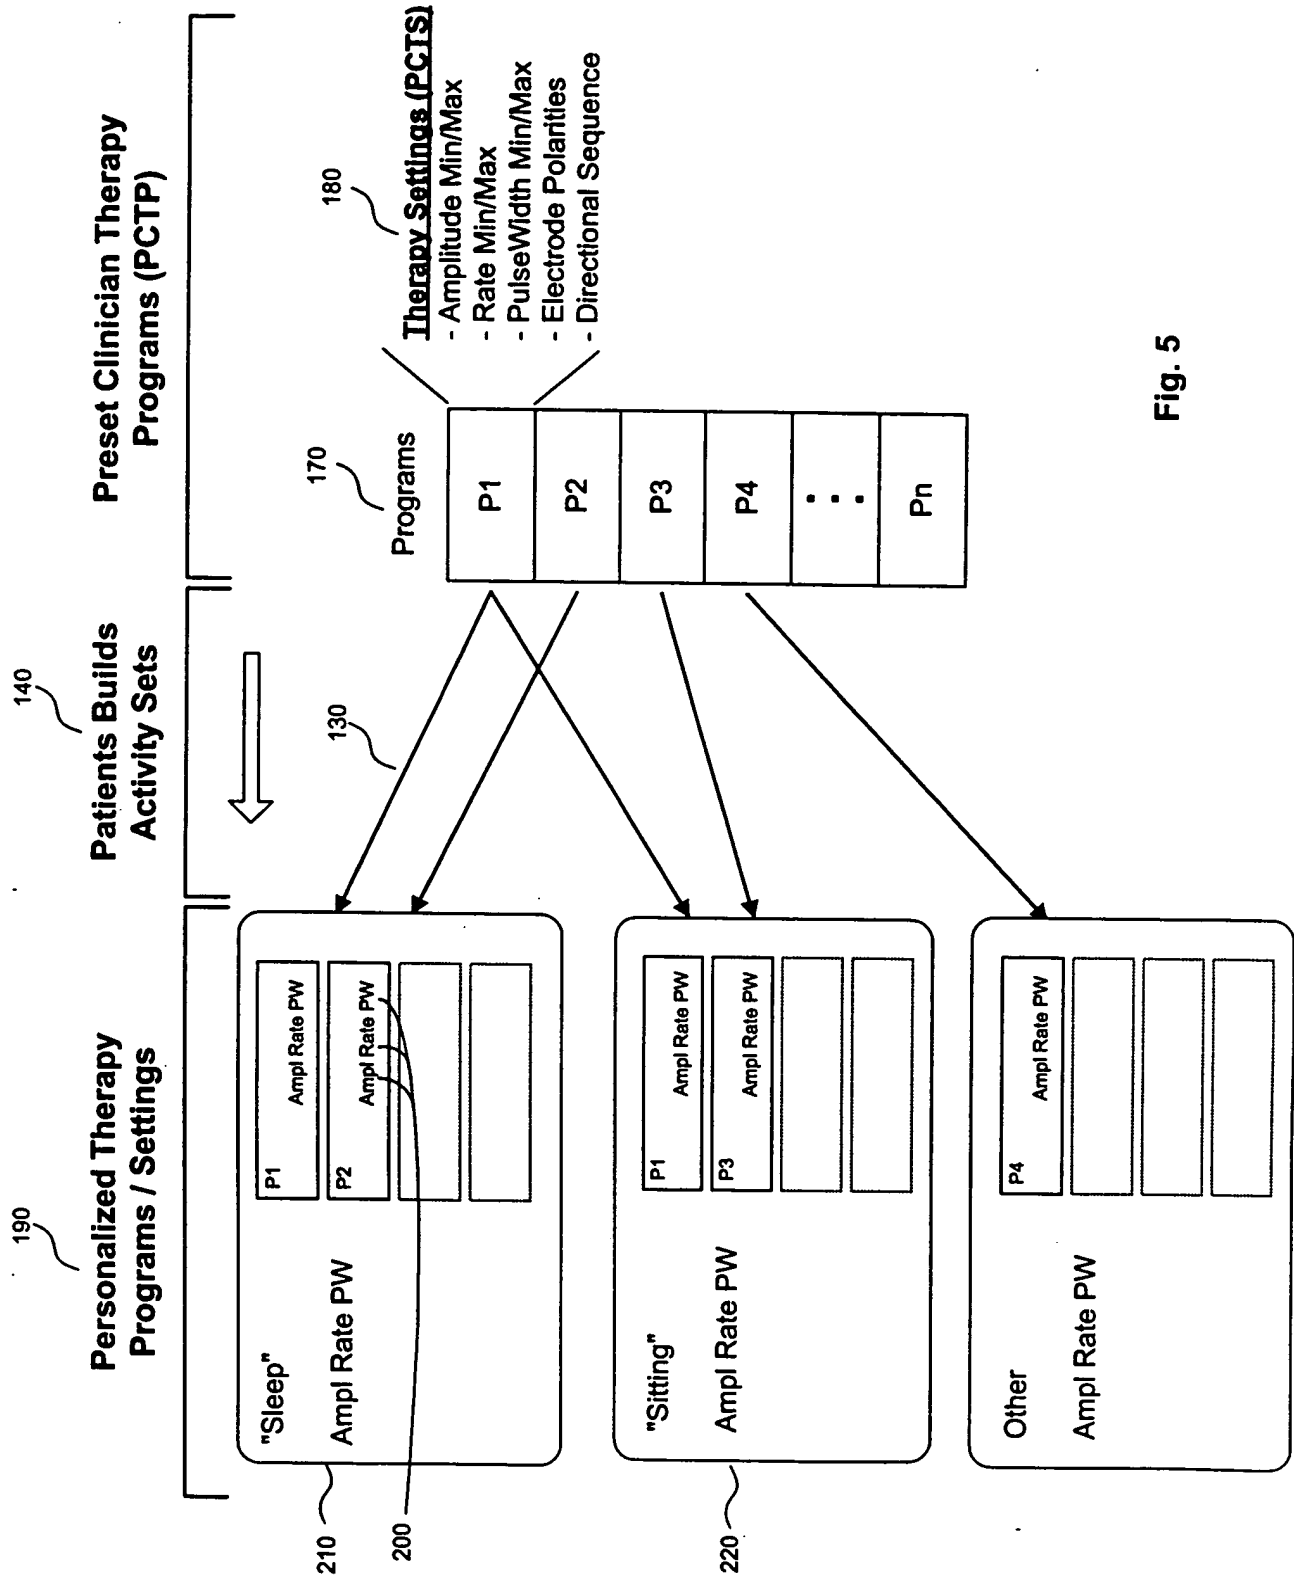 190
Personalized Therapy
Programs / Settings
140
Patients Builds
Activity Sets
Preset Clinician Therapy
Programs (PCTP)
210
"Sleep"
Ampl Rate PW
P1
Ampl Rate PW
P2
Ampl Rate PW
200
130
220
"Sitting"
Ampl Rate PW
P1
Ampl Rate PW
P3
Ampl Rate PW
Other
Ampl Rate PW
P4
Ampl Rate PW
170
Programs
P1
P2
P3
P4
. . .
Pn
180
Therapy Settings (PCTS)
- Amplitude Min/Max
- Rate Min/Max
- PulseWidth Min/Max
- Electrode Polarities
- Directional Sequence
Fig. 5